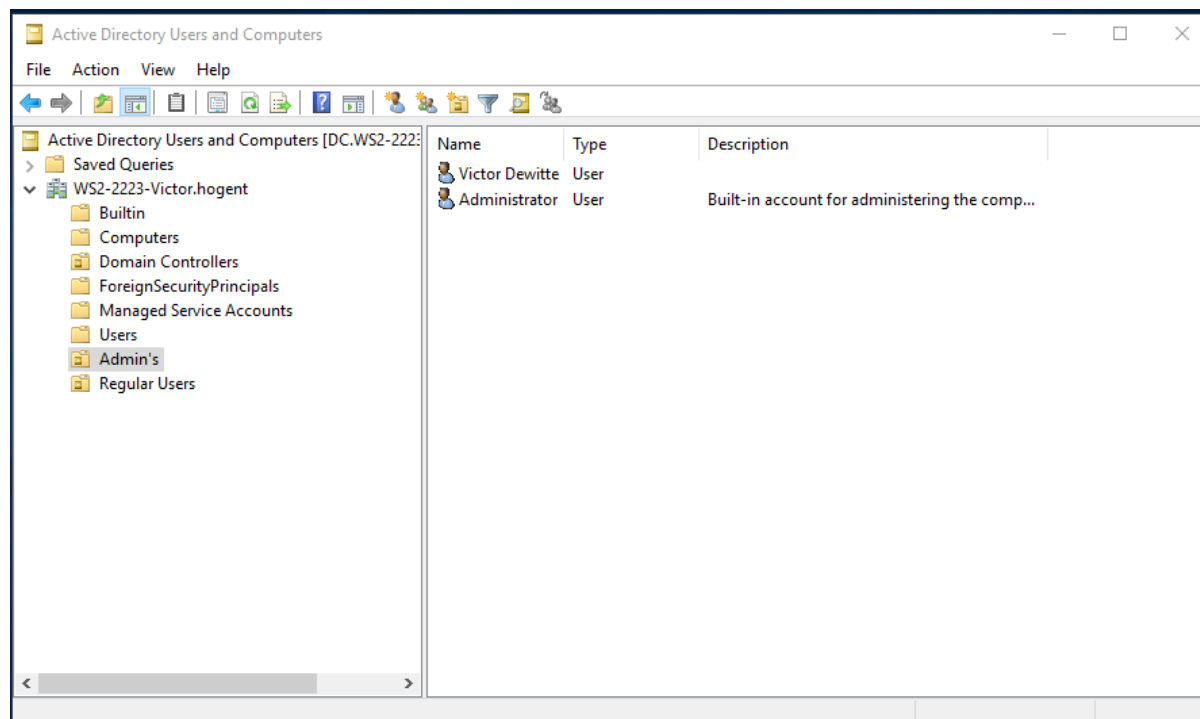 Active Directory Users and Computers
File Action View Help
Active Directory Users and Computers [DC.WS2-222
Saved Queries
WS2-2223-Victor.hogent
Builtin
Computers
Domain Controllers
ForeignSecurityPrincipals
Managed Service Accounts
Users
Admin's
Regular Users
Name Type Description
Victor Dewitte User
Administrator User Built-in account for administering the comp...